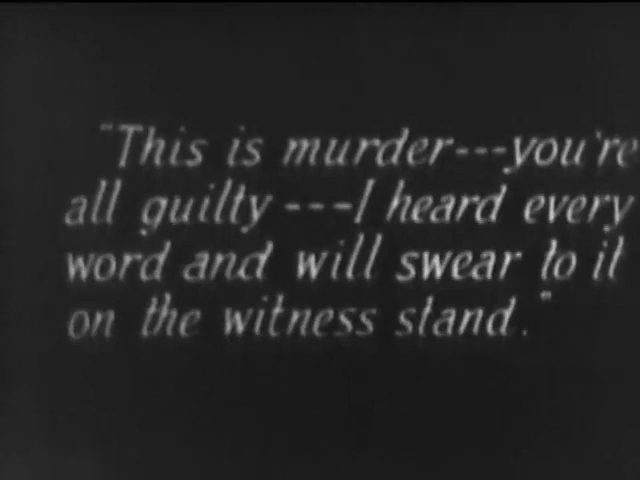 "This is murder---you're
all guilty---I heard every
word and will swear to it
on the witness stand."